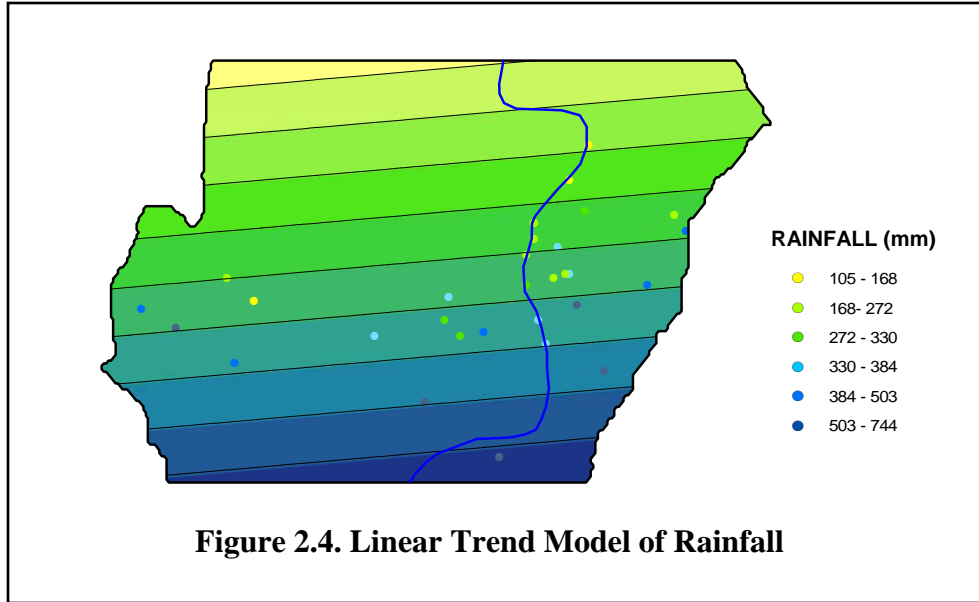 RAINFALL (mm)
105 - 168
168- 272
272 - 330
330 - 384
384 - 503
503 - 744
Figure 2.4. Linear Trend Model of Rainfall